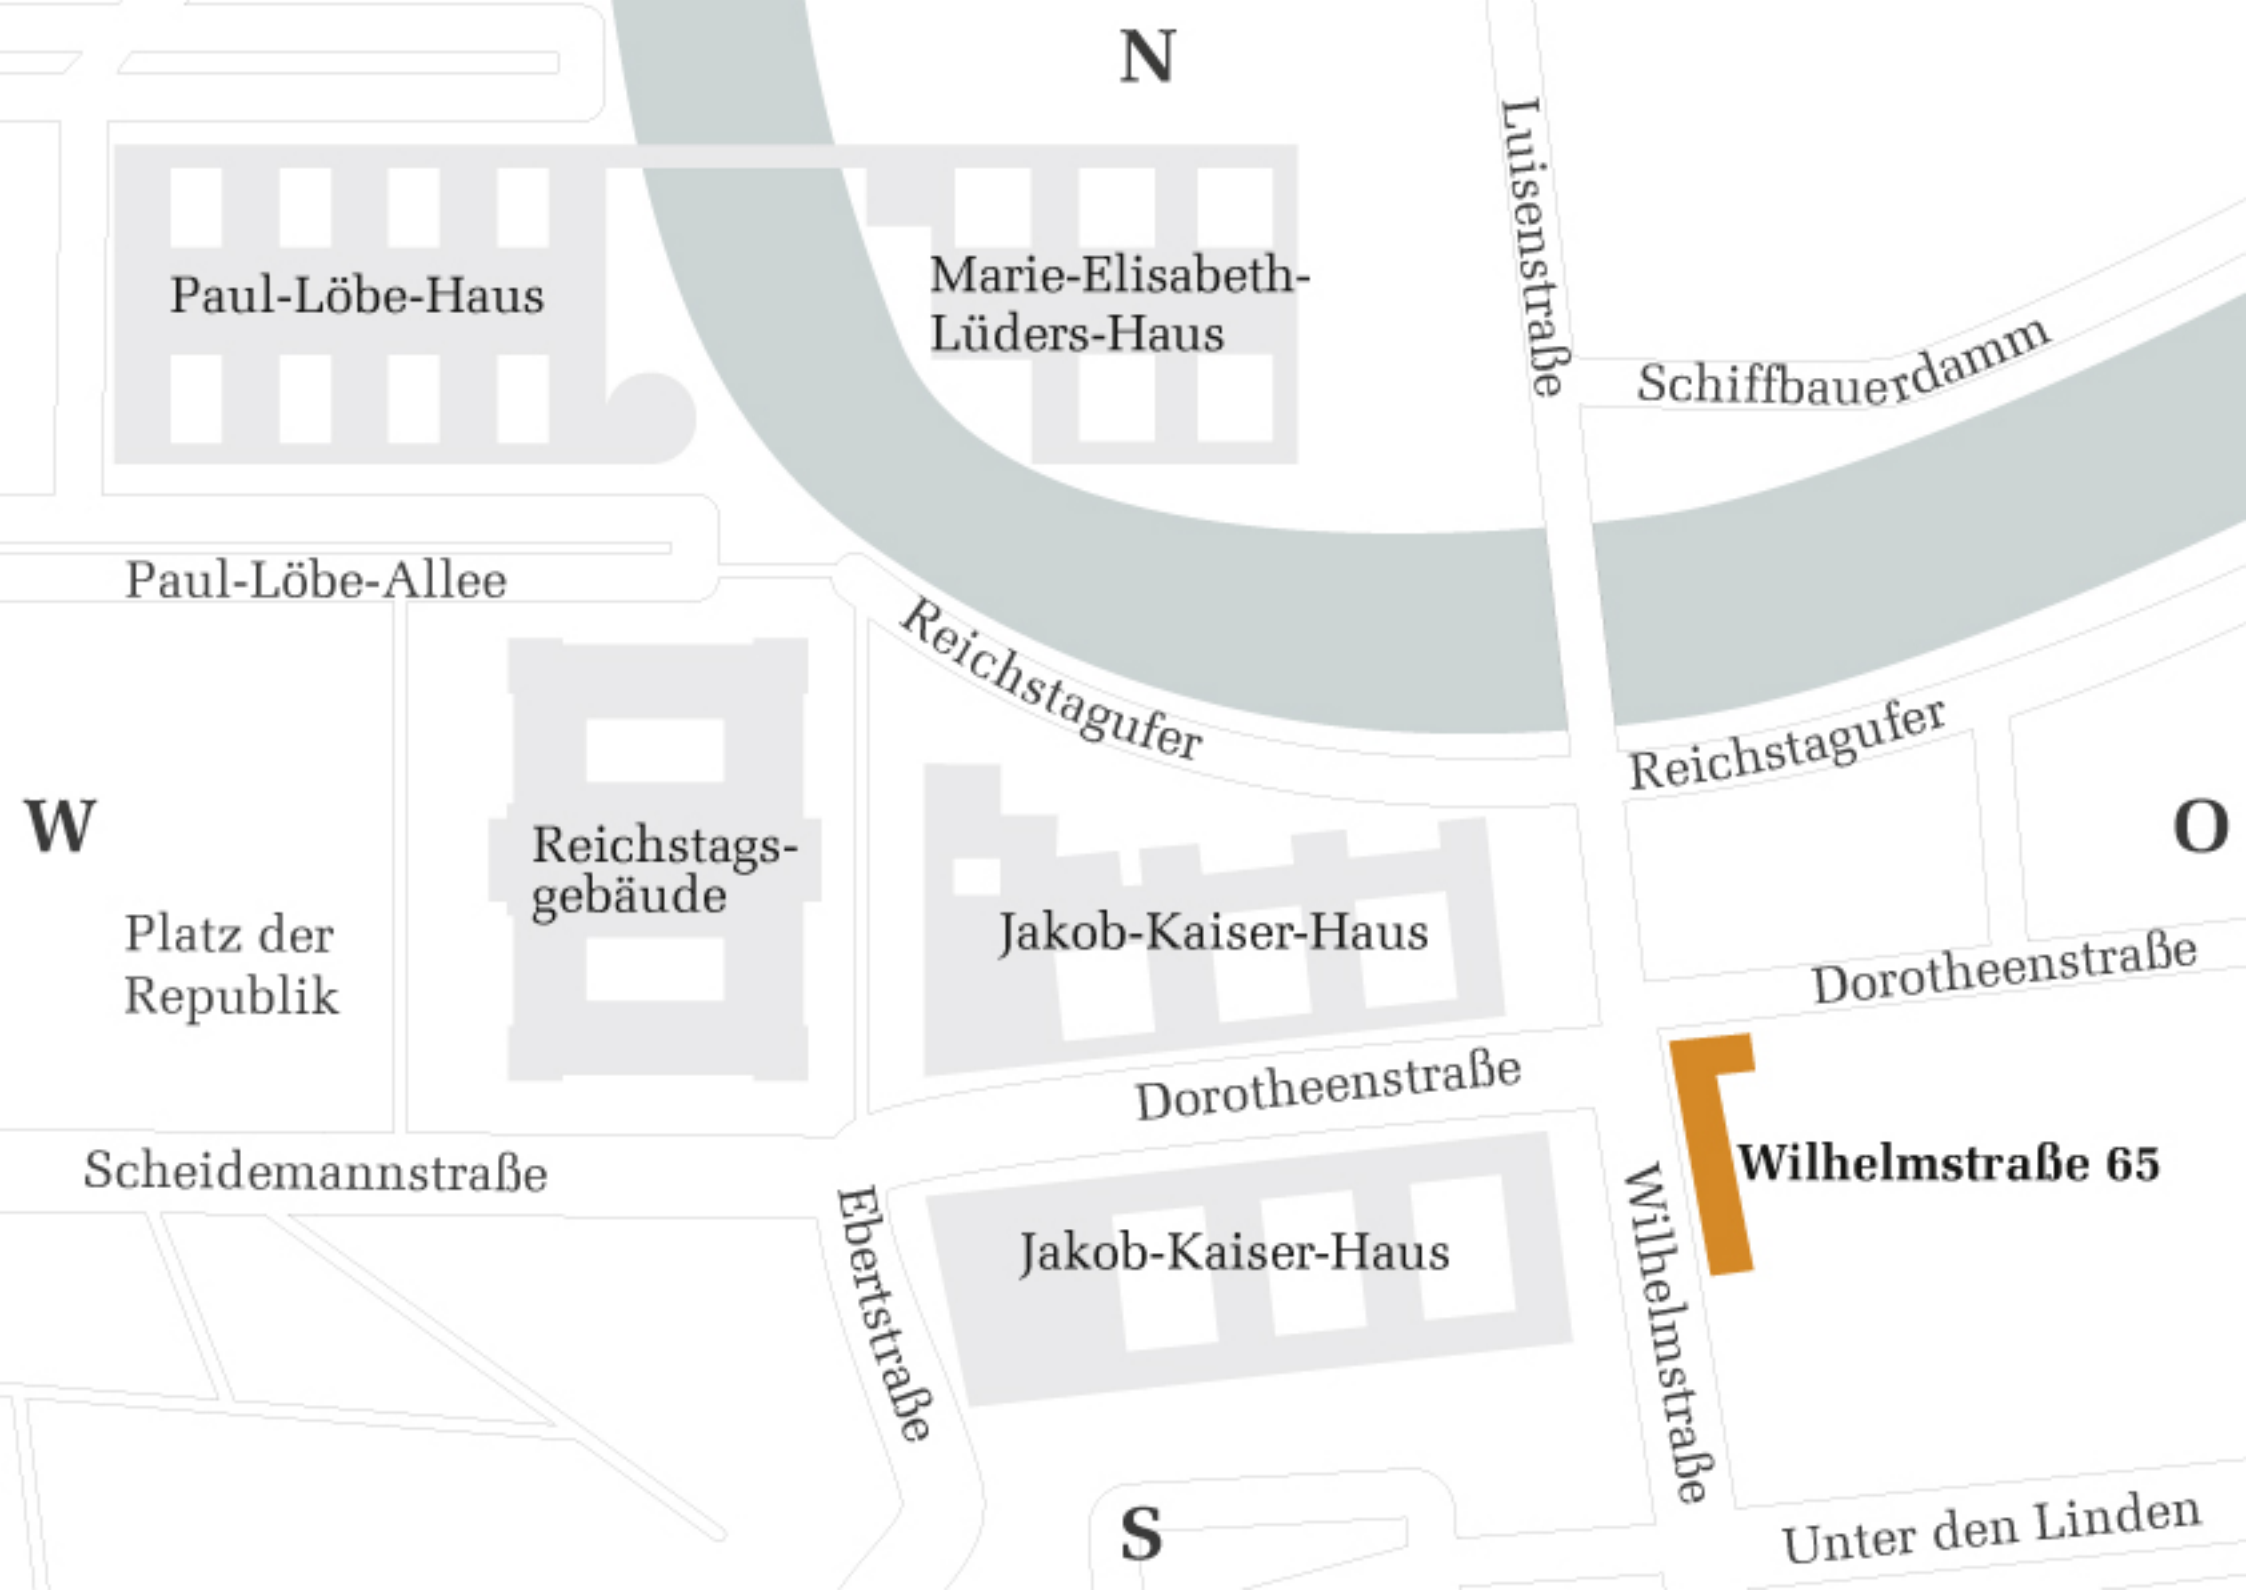 N
Luisenstraße
Paul-Löbe-Haus
Marie-Elisabeth-
Lüders-Haus
Schiffbauerdamm
Paul-Löbe-Allee
Reichstagufer
Reichstagufer
W
Reichstags-
gebäude
O
Platz der
Republik
Jakob-Kaiser-Haus
Dorotheenstraße
Dorotheenstraße
Scheidemannstraße
Wilhelmstraße 65
Ebertstraße
Jakob-Kaiser-Haus
Wilhelmstraße
S
Unter den Linden